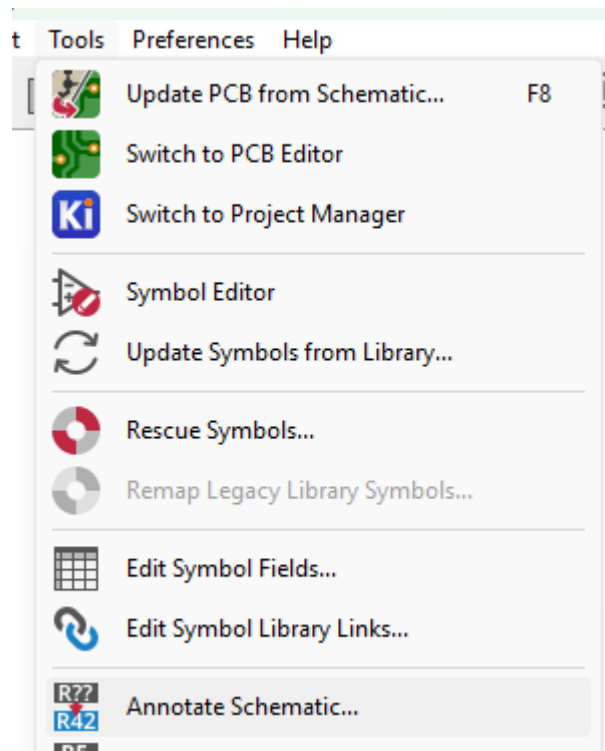 t Tools Preferences Help
Update PCB from Schematic... F8
Switch to PCB Editor
Ki Switch to Project Manager
Symbol Editor
Update Symbols from Library...
Rescue Symbols...
Remap Legacy Library Symbols...
Edit Symbol Fields...
Edit Symbol Library Links...
R??
R42 Annotate Schematic...